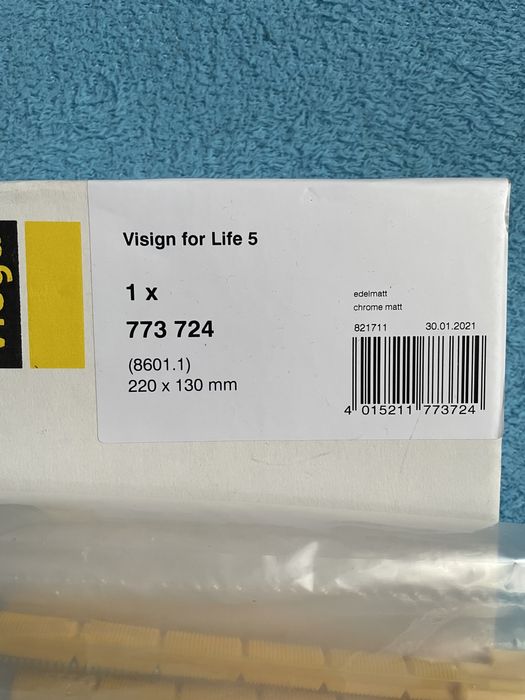 Visign for Life 5
1 x
773 724
(8601.1)
220 x 130 mm
edelmatt
chrome matt
821711 30.01.2021
4 015211 773724